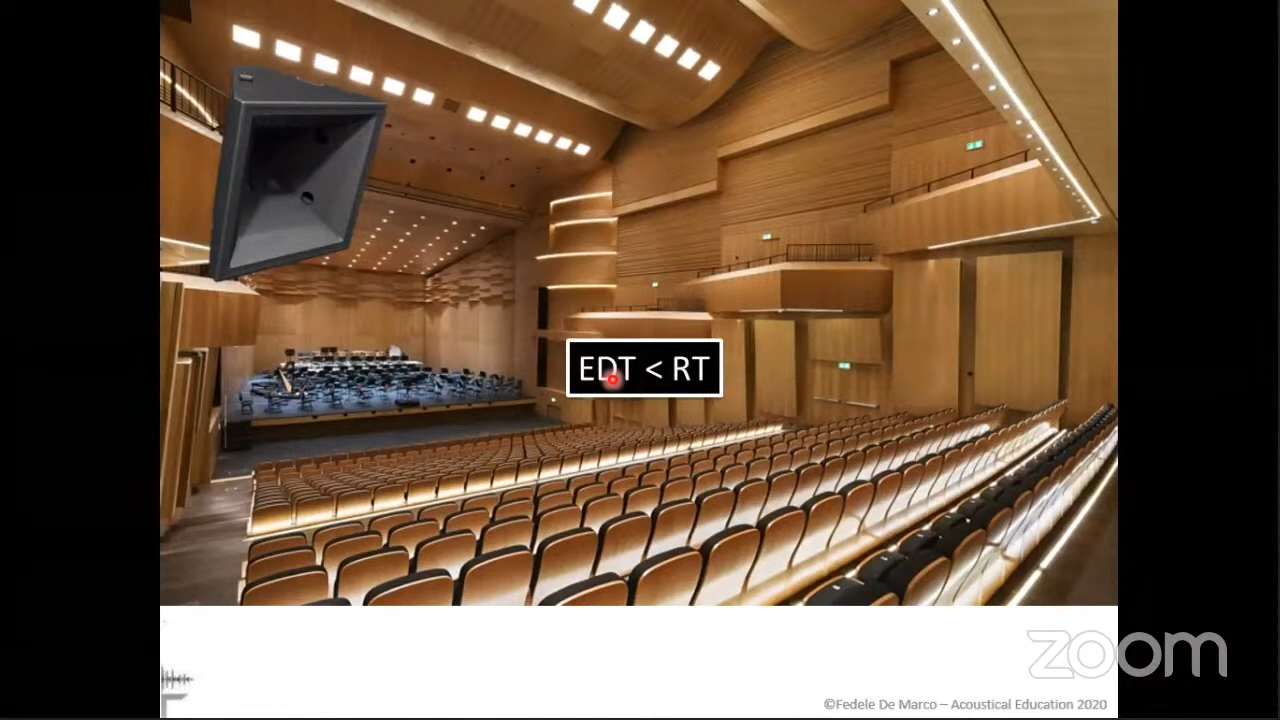 EDT < RT
zoom
©Fedele De Marco – Acoustical Education 2020